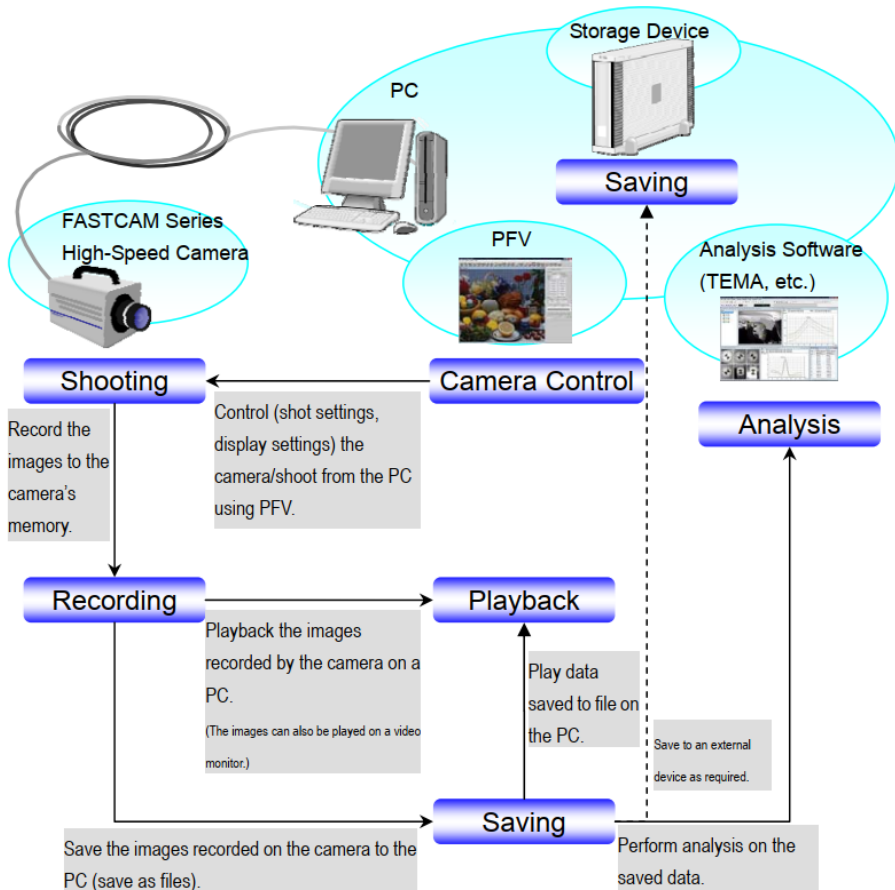 Storage Device
PC
Saving
FASTCAM Series
High-Speed Camera
PFV
Analysis Software
(TEMA, etc.)
Shooting
Camera Control
Analysis
Record the
images to the
camera's
memory.
Control (shot settings,
display settings) the
camera/shoot from the PC
using PFV.
Recording
Playback
Playback the images
recorded by the camera on a
PC.
(The images can also be played on a video
monitor.)
Play data
saved to file on
the PC.
Save to an external
device as required.
Saving
Save the images recorded on the camera to the
PC (save as files).
Perform analysis on the
saved data.